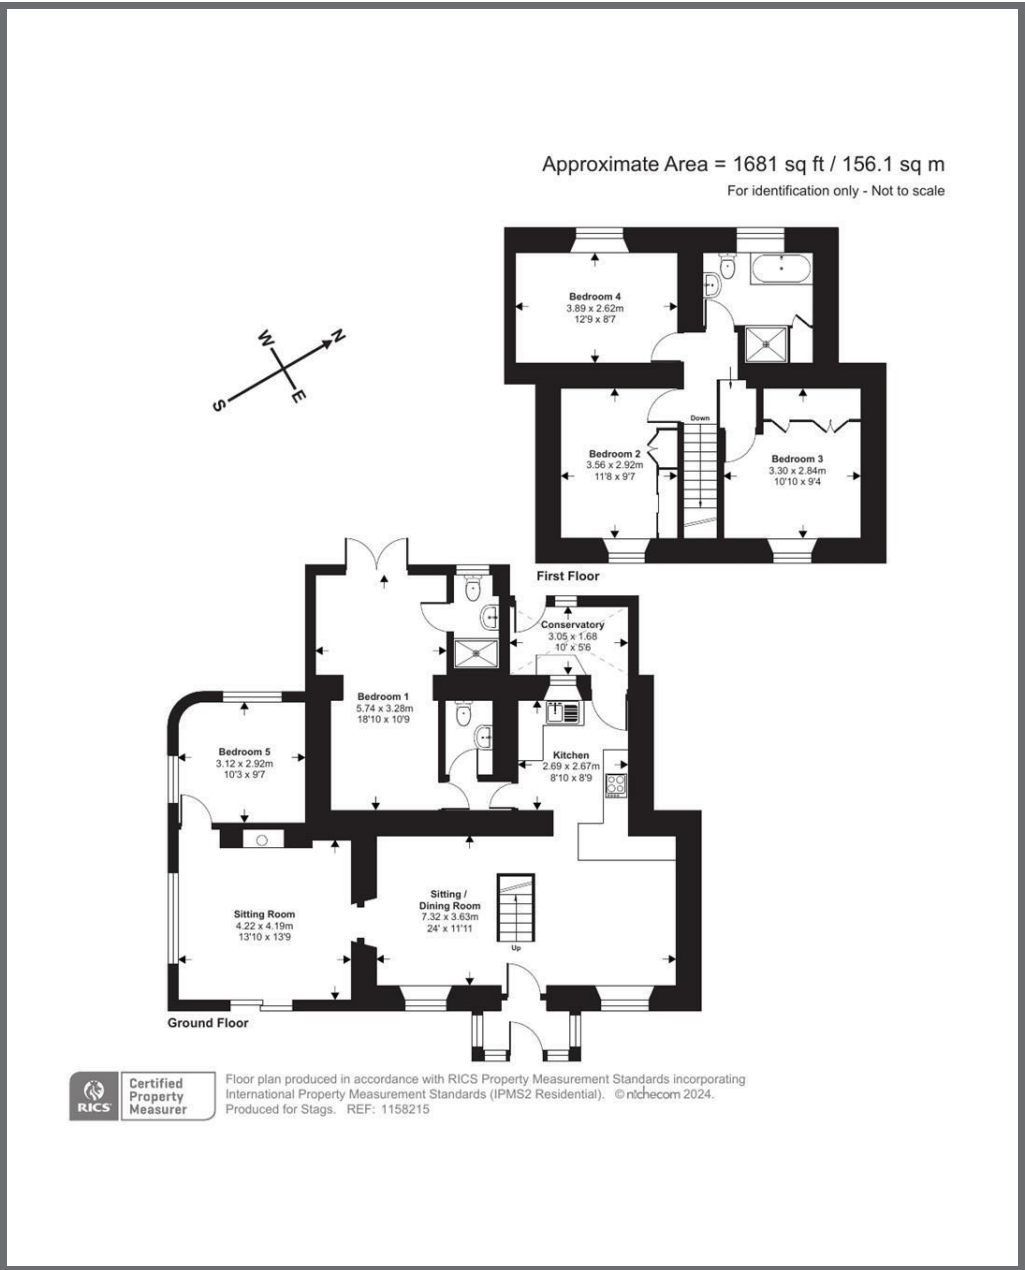 Approximate Area = 1681 sq ft / 156.1 sq m
For identification only - Not to scale
Bedroom 4
3.89 x 2.62m
12'9 x 8'7
W
N
S
E
Down
Bedroom 2
3.56 x 2.92m
11'8 x 9'7
Bedroom 3
3.30 x 2.84m
10'10 x 9'4
First Floor
Conservatory
3.05 x 1.68
10' x 5'6
Bedroom 1
5.74 x 3.28m
18'10 x 10'9
Bedroom 5
3.12 x 2.92m
10'3 x 9'7
Kitchen
2.69 x 2.67m
8'10 x 8'9
Sitting /
Dining Room
7.32 x 3.63m
24' x 11'11
Sitting Room
4.22 x 4.19m
13'10 x 13'9
Up
Ground Floor
RICS
Certified
Property
Measurer
Floor plan produced in accordance with RICS Property Measurement Standards incorporating
International Property Measurement Standards (IPMS2 Residential). © nichecom 2024.
Produced for Stags. REF: 1158215